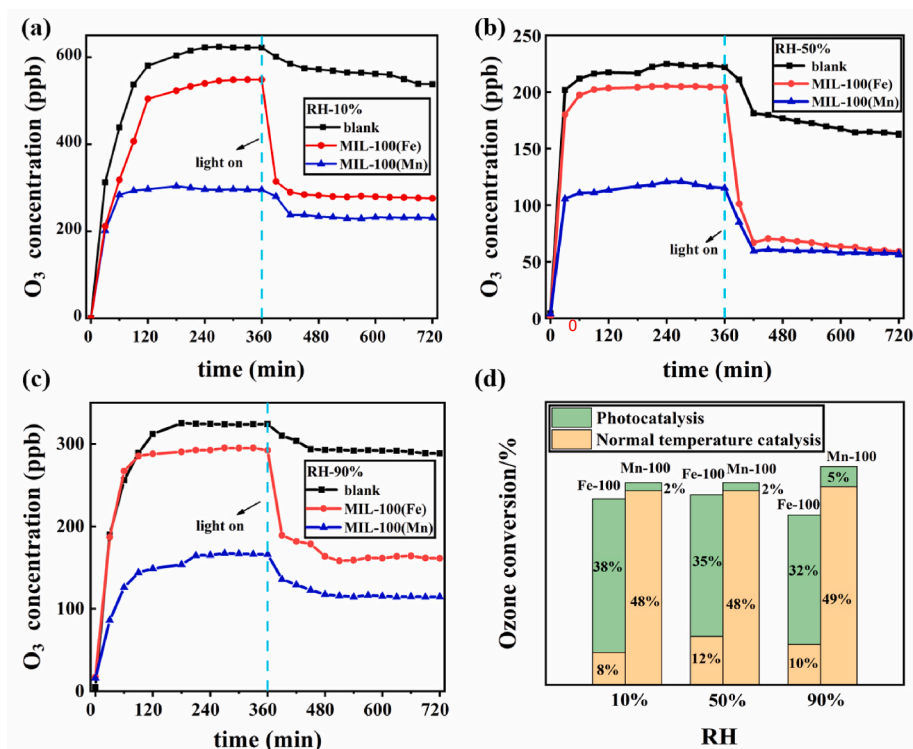 (a)
O3 concentration (ppb)
600
400
200
0
RH-10%
blank
MIL-100(Fe)
MIL-100(Mn)
light on
0 120 240 360 480 600 720
time (min)
(b)
O3 concentration (ppb)
250
200
150
100
50
0
RH-50%
blank
MIL-100(Fe)
MIL-100(Mn)
light on
0
0 120 240 360 480 600 720
time (min)
(c)
O3 concentration (ppb)
300
200
100
0
RH-90%
blank
MIL-100(Fe)
MIL-100(Mn)
light on
0 120 240 360 480 600 720
time (min)
(d)
Ozone conversion/%
Photocatalysis
Normal temperature catalysis
Fe-100 Mn-100 Fe-100 Mn-100 Fe-100 Mn-100
38% 2% 35% 2% 32% 5%
8% 48% 12% 48% 10% 49%
10% 50% 90%
RH